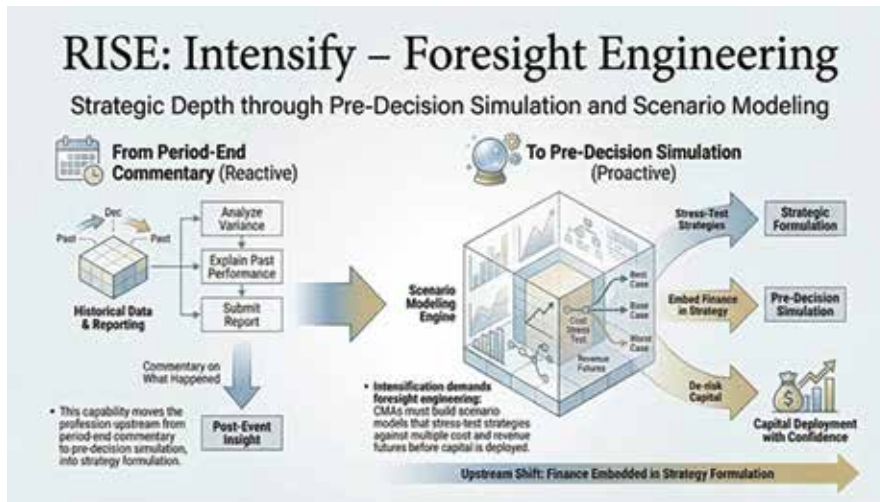 RISE: Intensify – Foresight Engineering
Strategic Depth through Pre-Decision Simulation and Scenario Modeling
From Period-End
Commentary (Reactive)
Dec
Past
Past
Historical Data
& Reporting
Analyze
Variance
Explain Past
Performance
Submit
Report
Commentary on
What Happened
Post-Event
Insight
• This capability moves the
profession upstream from
period-end commentary
to pre-decision simulation,
into strategy formulation.
To Pre-Decision Simulation
(Proactive)
Scenario
Modeling
Engine
Cost
Stress
Test
Revenue
Futures
Best
Case
Base
Case
Worst
Case
• Intensification demands
foresight engineering:
CMAs must build scenario
models that stress-test strategies
against multiple cost and revenue
futures before capital is deployed.
Stress-Test
Strategies
Strategic
Formulation
Embed Finance
in Strategy
Pre-Decision
Simulation
De-risk
Capital
$
Capital Deployment
with Confidence
Upstream Shift: Finance Embedded in Strategy Formulation